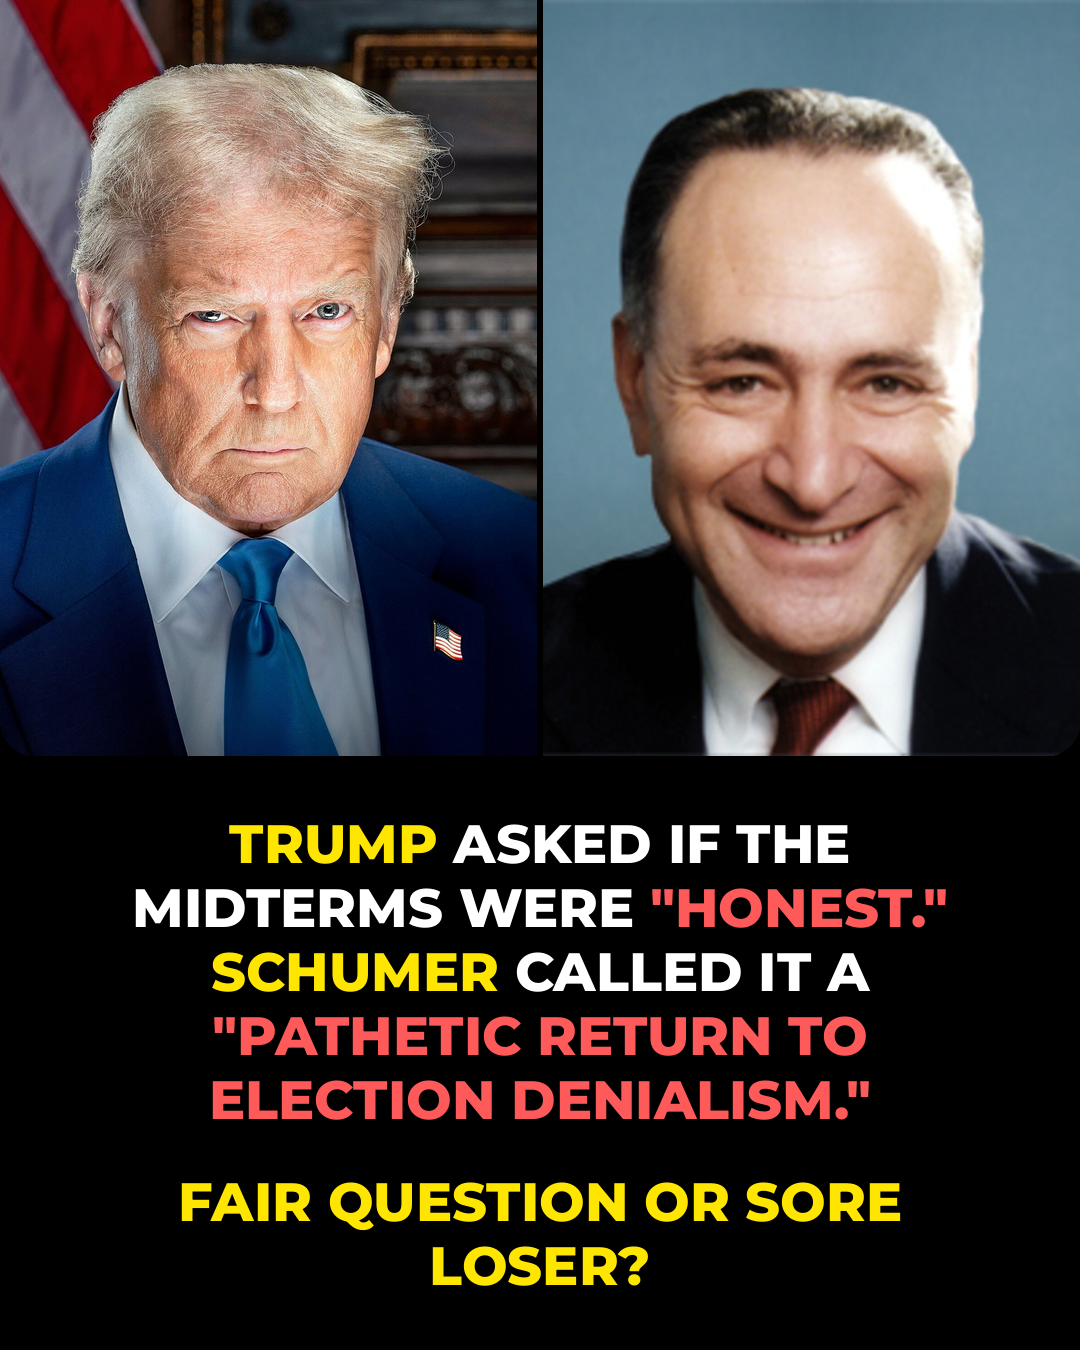 TRUMP ASKED IF THE
MIDTERMS WERE "HONEST."
SCHUMER CALLED IT A
"PATHETIC RETURN TO
ELECTION DENIALISM."
FAIR QUESTION OR SORE
LOSER?